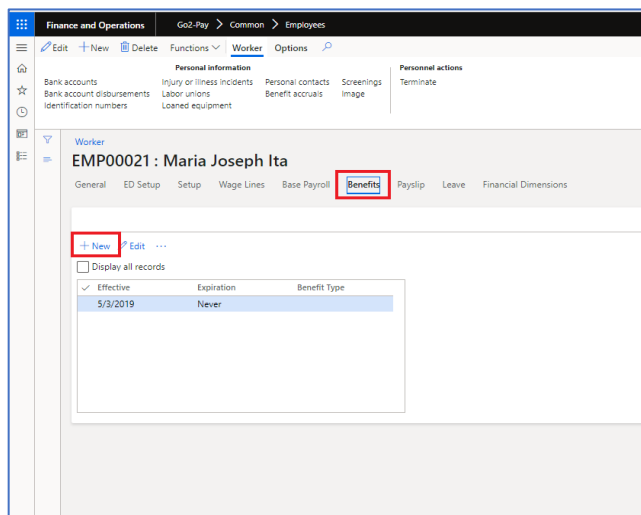 Finance and Operations Go2-Pay > Common > Employees
Edit + New Delete Functions Worker Options
Personal information Personnel actions
Bank accounts Injury or illness incidents Personal contacts Screenings Terminate
Bank account disbursements Labor unions Benefit accruals Image
Identification numbers Loaned equipment
Worker
EMP00021 : Maria Joseph Ita
General ED Setup Setup Wage Lines Base Payroll Benefits Payslip Leave Financial Dimensions
+ New Edit ...
Display all records
Effective Expiration Benefit Type
5/3/2019 Never